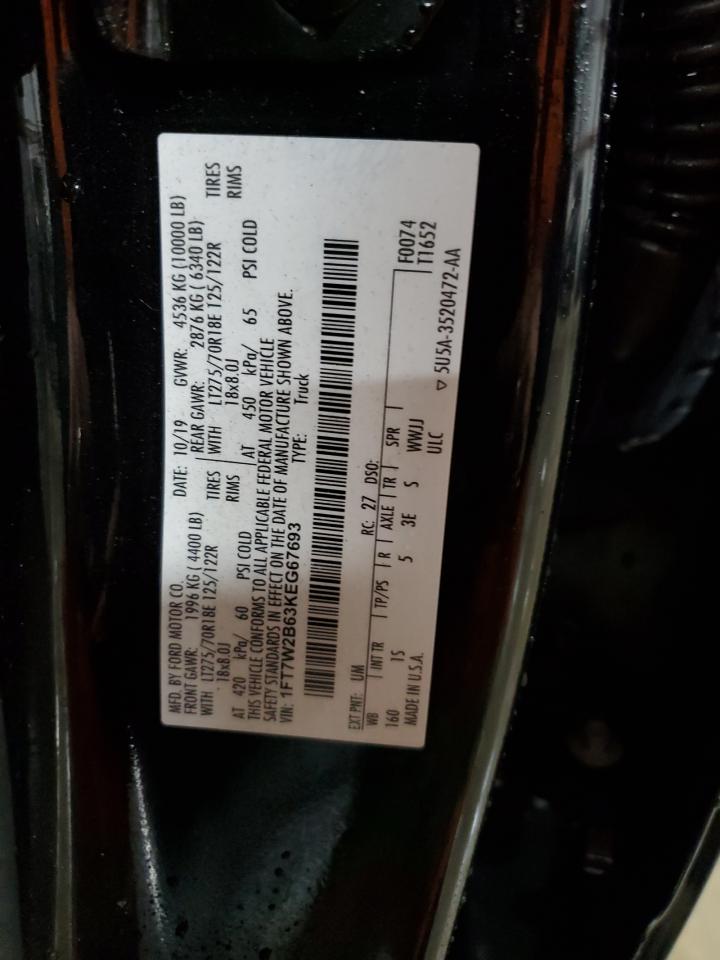 MFD. BY FORD MOTOR CO.
DATE: 10/19 GVWR: 4536 KG (10000 LB)
FRONT GAWR: 1996 KG ( 4400 LB) REAR GAWR: 2876 KG ( 6340 LB)
WITH LT275/70R18E 125/122R TIRES WITH LT275/70R18E 125/122R TIRES
18x8.0J RIMS 18x8.0J RIMS
AT 420 kPa/ 60 PSI COLD AT 450 kPa/ 65 PSI COLD
THIS VEHICLE CONFORMS TO ALL APPLICABLE FEDERAL MOTOR VEHICLE
SAFETY STANDARDS IN EFFECT ON THE DATE OF MANUFACTURE SHOWN ABOVE.
VIN: 1FT7W2B63KEG67693 TYPE: Truck
EXT PNT: UM RC: 27 DSO:
WB INT TR TP/PS R AXLE TR SPR
160 1S 5 3E S WWJJ
ULC
MADE IN U.S.A.
F0074
T1652
▽ 5U5A-3520472-AA